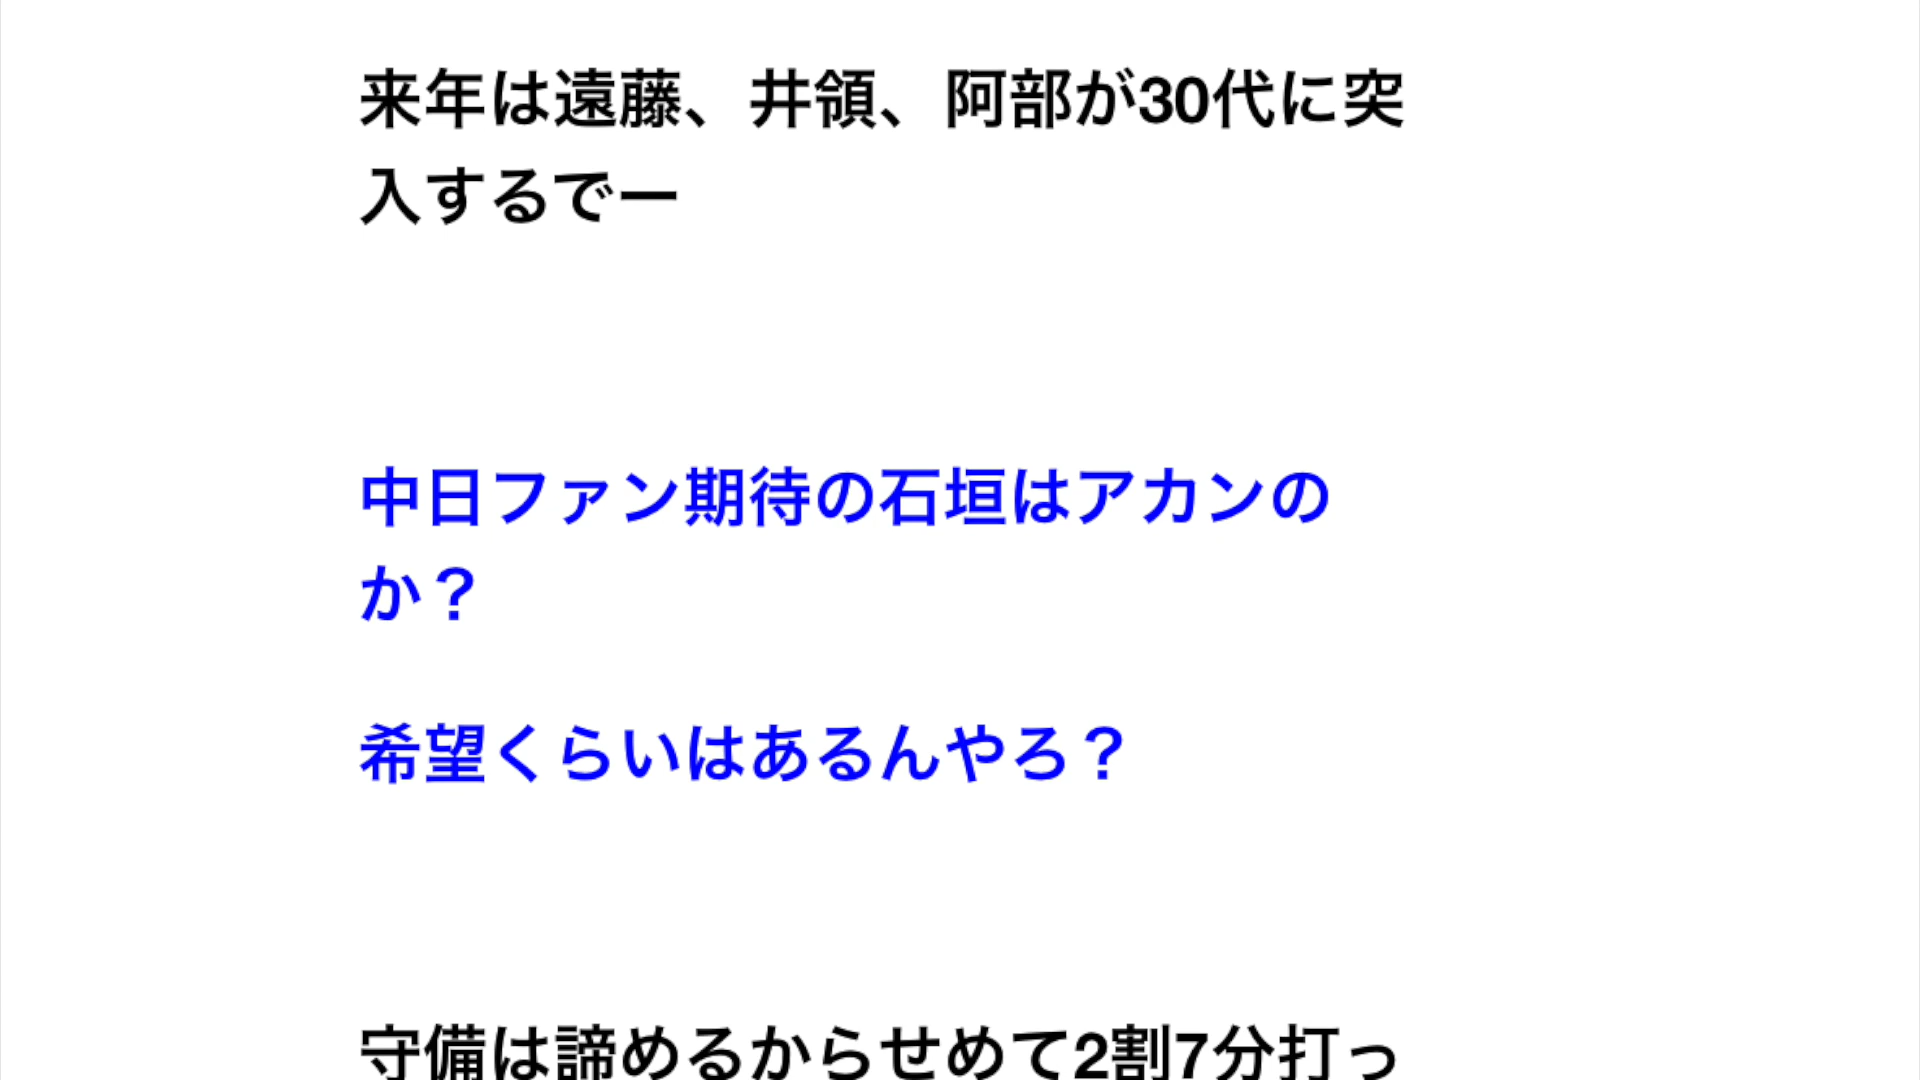 来年は遠藤、井領、阿部が30代に突
入するでー
中日ファン期待の石垣はアカンの
か？
希望くらいはあるんやろ？
守備は諦めるからせめて2割7分打っ